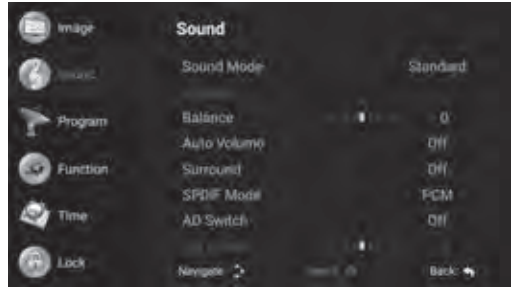 Image
Sound
Sound
Sound Mode Standard
Program
Balance 0
Auto Volume Off
Function
Surround Off
SPDIF Mode PCM
Time
AD Switch Off
Lock
Navigate Back